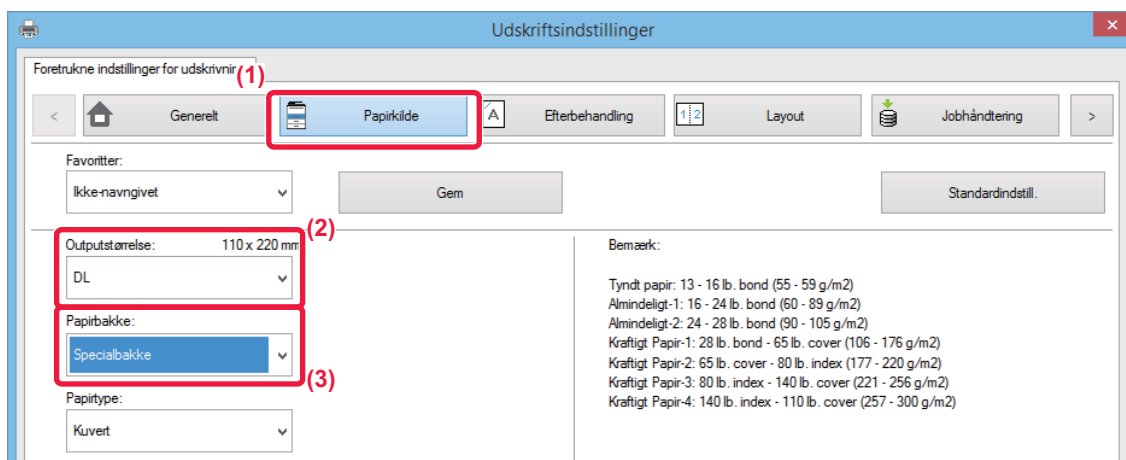 Udskriftsindstillinger
Foretrukne indstillinger for udskrivnin
(1)
< Generelt Papirkilde A Efterbehandling 1 2 Layout Jobhåndtering >
Favoritter:
Ikke-navngivet Gem Standardindstill.
(2)
Outputstørrelse: 110 x 220 mm
DL
Papirbakke:
Specialbakke
(3)
Papirtype:
Kuvert
Bemærk:
Tyndt papir: 13 - 16 lb. bond (55 - 59 g/m2)
Almindeligt-1: 16 - 24 lb. bond (60 - 89 g/m2)
Almindeligt-2: 24 - 28 lb. bond (90 - 105 g/m2)
Kraftigt Papir-1: 28 lb. bond - 65 lb. cover (106 - 176 g/m2)
Kraftigt Papir-2: 65 lb. cover - 80 lb. index (177 - 220 g/m2)
Kraftigt Papir-3: 80 lb. index - 140 lb. cover (221 - 256 g/m2)
Kraftigt Papir-4: 140 lb. index - 110 lb. cover (257 - 300 g/m2)